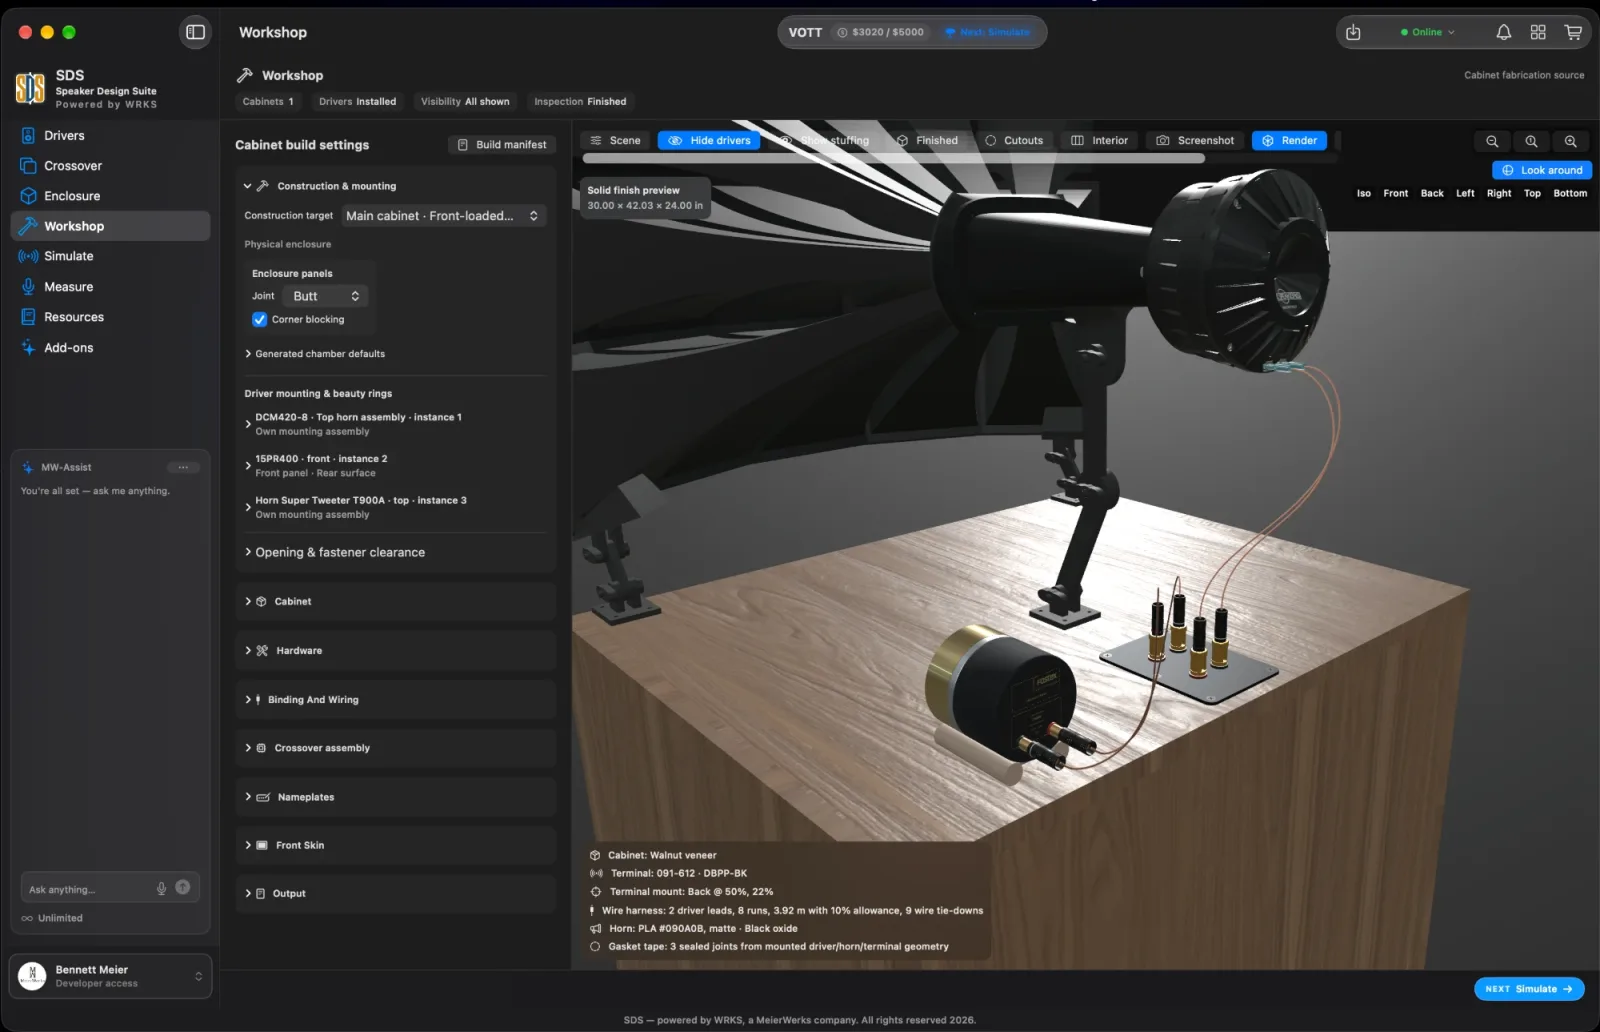 Workshop
VOTT
$3020 / $5000
Next: Simulate
Online
SDS
Speaker Design Suite
Powered by WRKS
Drivers
Crossover
Enclosure
Workshop
Simulate
Measure
Resources
Add-ons
MW-Assist
You're all set — ask me anything.
Ask anything...
Unlimited
Bennett Meier
Developer access
Workshop
Cabinet fabrication source
Cabinets 1
Drivers Installed
Visibility All shown
Inspection Finished
Cabinet build settings
Build manifest
Construction & mounting
Construction target
Main cabinet · Front-loaded...
Physical enclosure
Enclosure panels
Joint
Butt
Corner blocking
Generated chamber defaults
Driver mounting & beauty rings
DCM420-8 · Top horn assembly · instance 1
Own mounting assembly
15PR400 · front · instance 2
Front panel · Rear surface
Horn Super Tweeter T900A · top · instance 3
Own mounting assembly
Opening & fastener clearance
Cabinet
Hardware
Binding And Wiring
Crossover assembly
Nameplates
Front Skin
Output
Scene
Hide drivers
Show stuffing
Finished
Cutouts
Interior
Screenshot
Render
Look around
Iso
Front
Back
Left
Right
Top
Bottom
Solid finish preview
30.00 × 42.03 × 24.00 in
FOSTEX
Cabinet: Walnut veneer
Terminal: 091-612 · DBPP-BK
Terminal mount: Back @ 50%, 22%
Wire harness: 2 driver leads, 8 runs, 3.92 m with 10% allowance, 9 wire tie-downs
Horn: PLA #090A0B, matte · Black oxide
Gasket tape: 3 sealed joints from mounted driver/horn/terminal geometry
NEXT Simulate
SDS — powered by WRKS, a MeierWerks company. All rights reserved 2026.